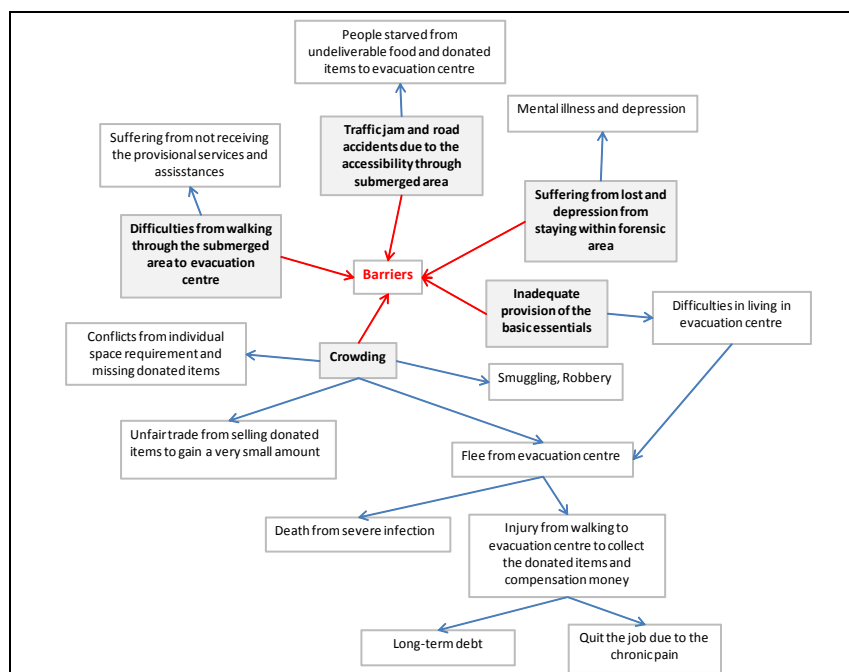 People starved from
undeliverable food and donated
items to evacuation centre
Mental illness and depression
Traffic jam and road
accidents due to the
accessibility through
submerged area
Suffering from not receiving
the provisional services and
assisstances
Suffering from lost and
depression from
staying within forensic
area
Difficulties from walking
through the submerged
area to evacuation
centre
Barriers
Inadequate
provision of the
basic essentials
Difficulties in living in
evacuation centre
Conflicts from individual
space requirement and
missing donated items
Crowding
Smuggling, Robbery
Unfair trade from selling donated
items to gain a very small amount
Flee from evacuation centre
Death from severe infection
Injury from walking to
evacuation centre to collect
the donated items and
compensation money
Long-term debt
Quit the job due to the
chronic pain